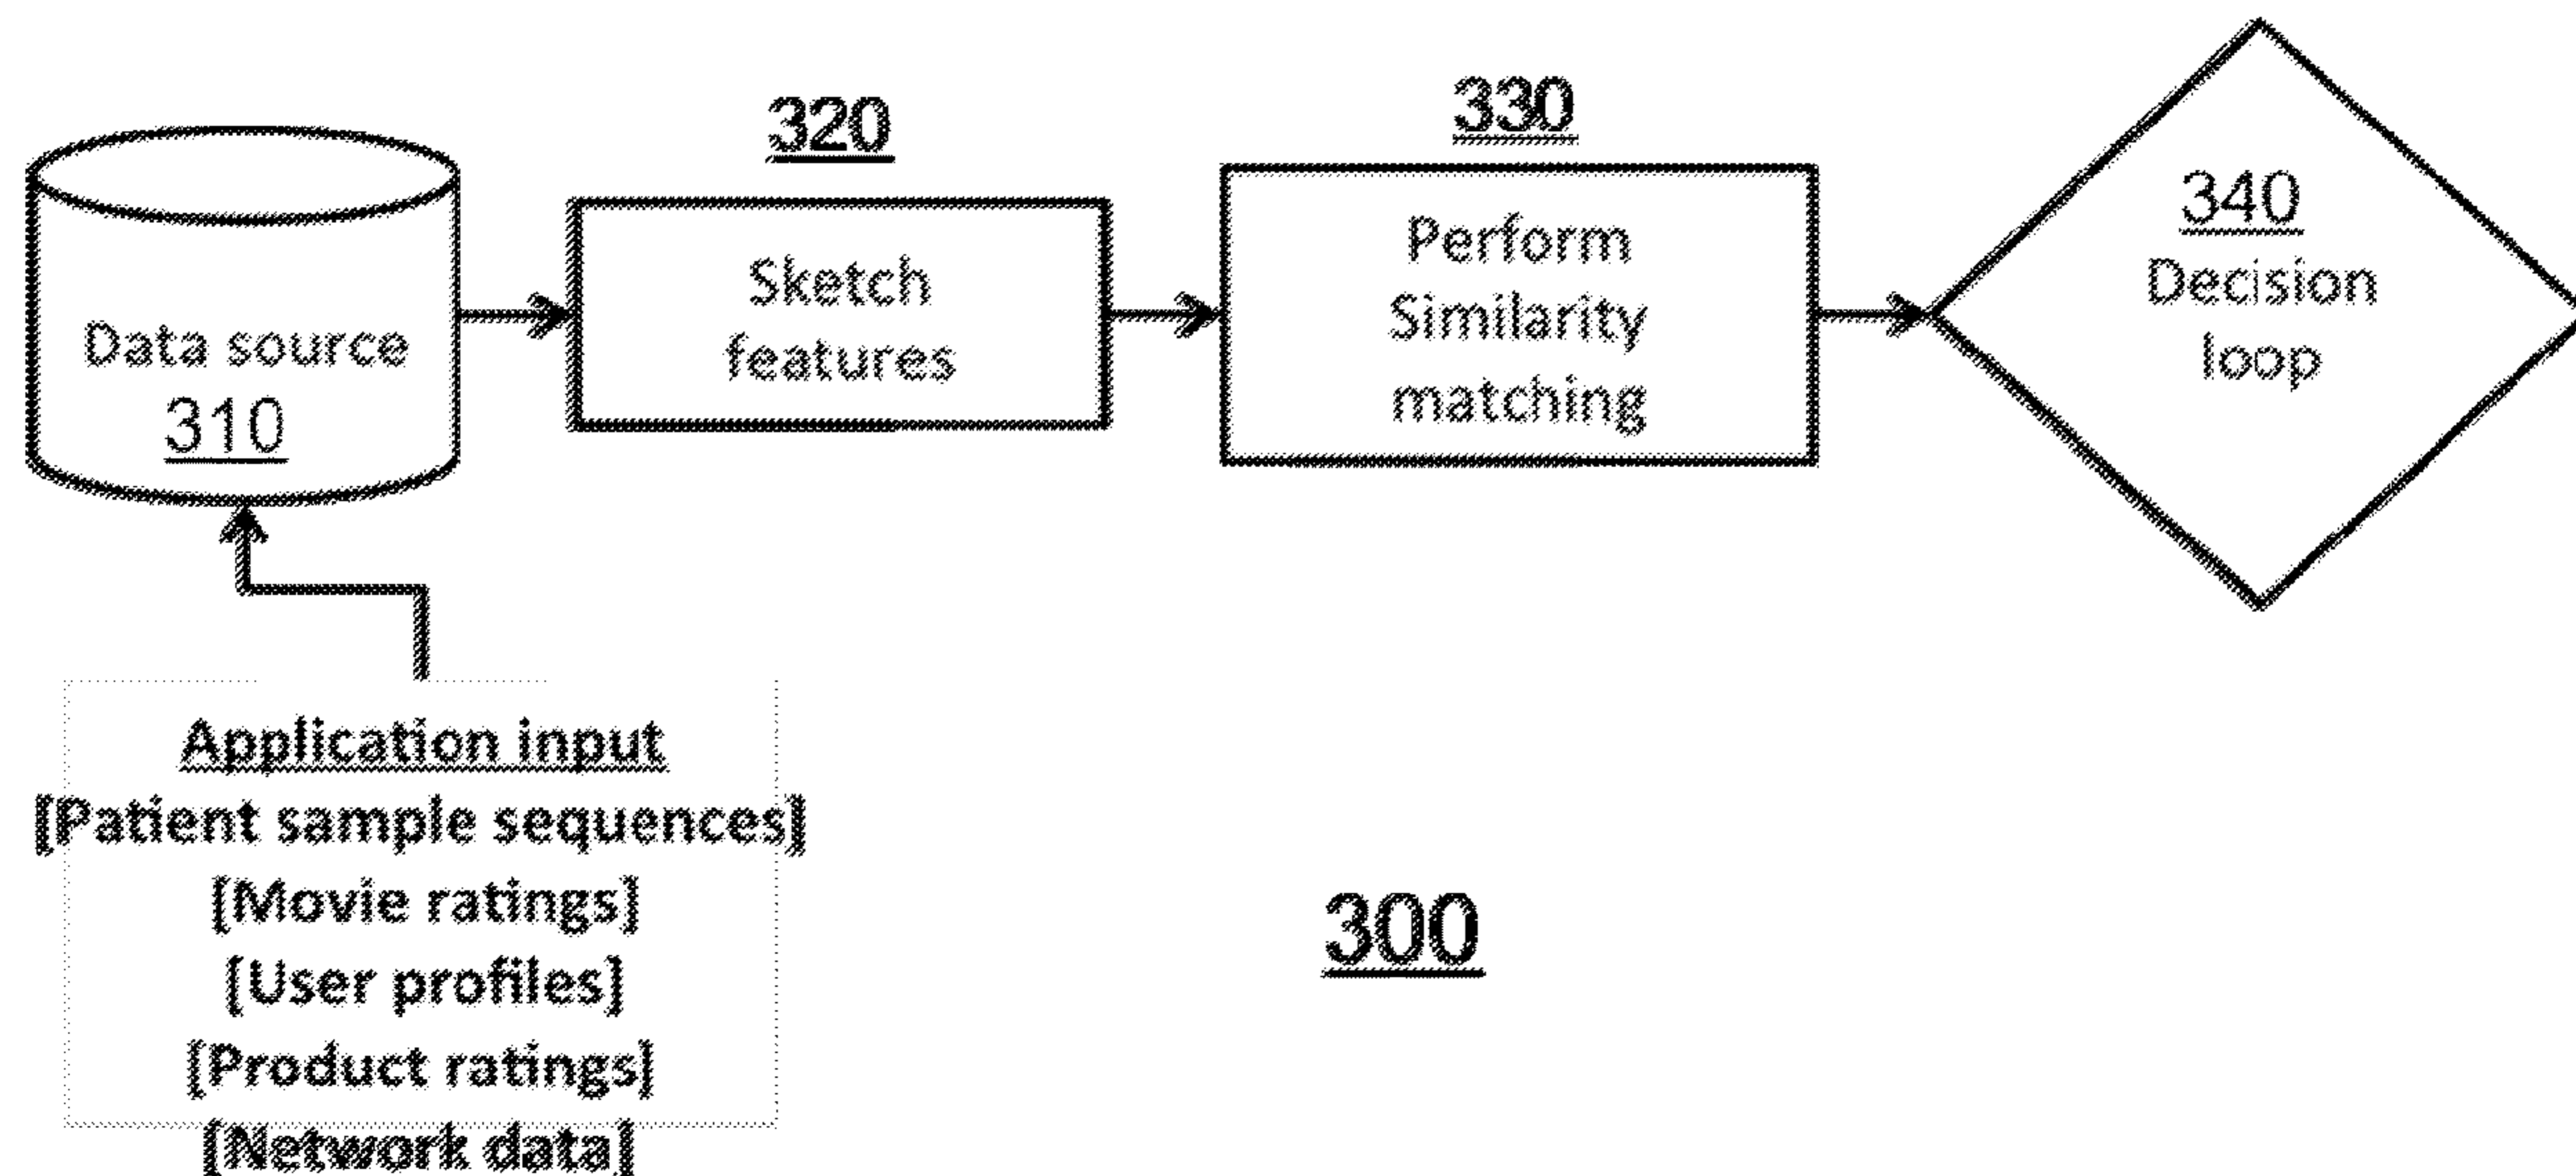 Data source
310
320
Sketch
features
330
Perform
Similarity
matching
340
Decision
loop
Application input
[Patient sample sequences]
[Movie ratings]
[User profiles]
[Product ratings]
[Network data]
300